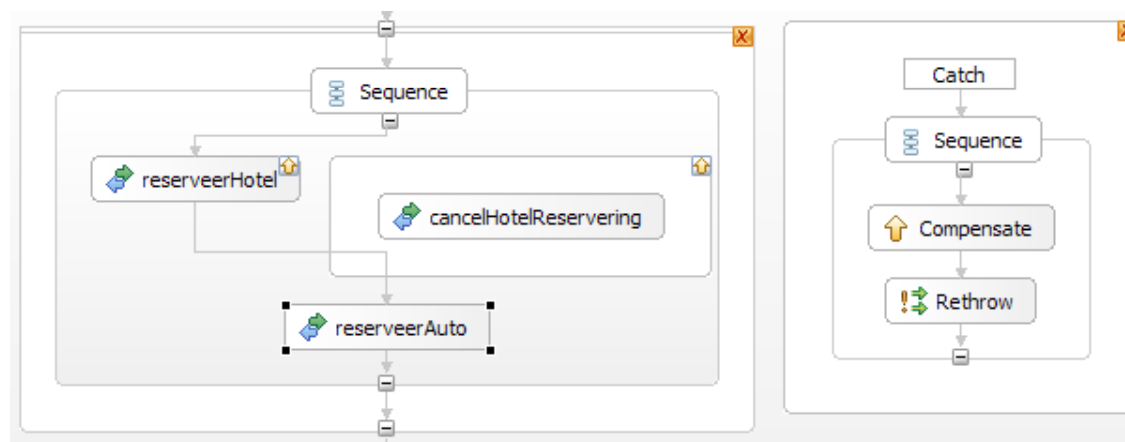 Sequence
reserveerHotel
cancelHotelReservering
reserveerAuto
Catch
Sequence
Compensate
Rethrow